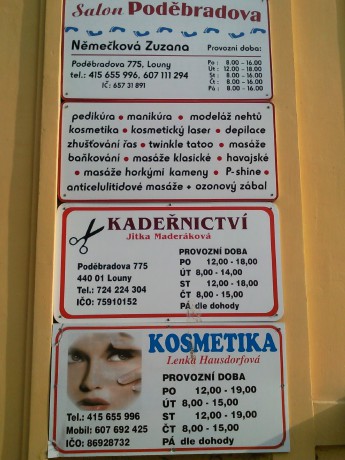 Salon Poděbradova
Němečková Zuzana
Provozní doba:
Poděbradova 775, Louny
tel.: 415 655 996, 607 111 294
IČ: 657 31 891
Po : 8.00 - 16.00
Út : 12.00 - 18.00
St : 8.00 - 16.00
Čt : 8.00 - 16.00
Pá : 8.00 - 16.00
pedikúra • manikúra • modeláž nehtů
kosmetika • kosmetický laser • depilace
zhušťování řas • twinkle tatoo • masáže
baňkování • masáže klasické • havajské
• masáže horkými kameny • P-shine •
anticelulitidové masáže + ozonový zábal
KADEŘNICTVÍ
Jitka Maderáková
Poděbradova 775
440 01 Louny
Tel.: 724 224 304
IČO: 75910152
PROVOZNÍ DOBA
PO 12,00 - 18,00
ÚT 8,00 - 14,00
ST 12,00 - 18,00
ČT 8,00 - 15,00
PÁ dle dohody
KOSMETIKA
Lenka Hausdorfová
PROVOZNÍ DOBA
PO 12,00 - 19,00
ÚT 8,00 - 15,00
ST 12,00 - 19,00
ČT 8,00 - 15,00
PÁ dle dohody
Tel.: 415 655 996
Mobil: 607 692 425
IČO: 86928732